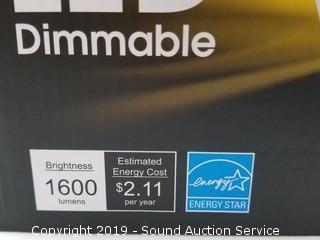 Dimmable
Brightness
1600
lumens
Estimated
Energy Cost
$2.11
per year
energy
ENERGY STAR
Copyright 2019 - Sound Auction Service